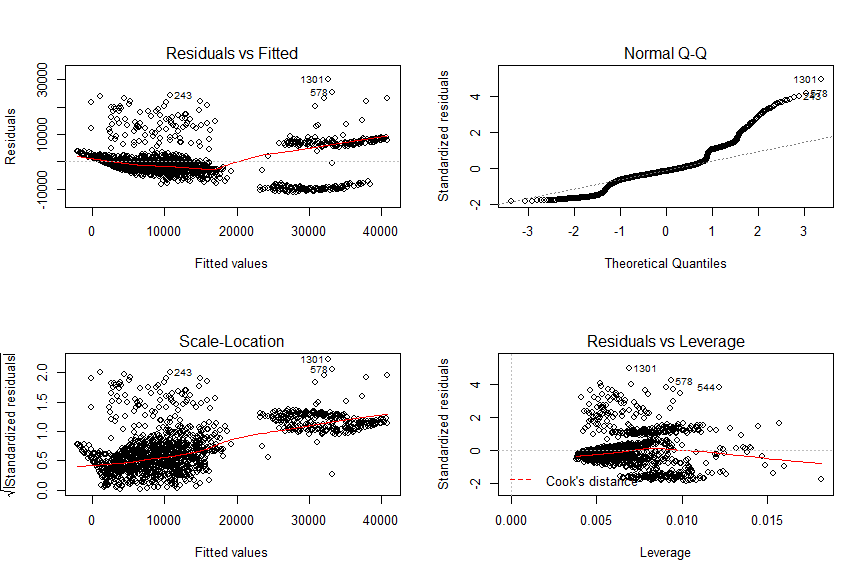 Residuals vs Fitted
Residuals
-10000 10000 30000
1301
578
243
0 10000 20000 30000 40000
Fitted values
Normal Q-Q
Standardized residuals
-2 0 2 4
1301
578
243
-3 -2 -1 0 1 2 3
Theoretical Quantiles
Scale-Location
√|Standardized residuals|
0.0 0.5 1.0 1.5 2.0
1301
578
243
0 10000 20000 30000 40000
Fitted values
Residuals vs Leverage
Standardized residuals
-2 0 2 4
1301
578
544
Cook's distance
0.000 0.005 0.010 0.015
Leverage